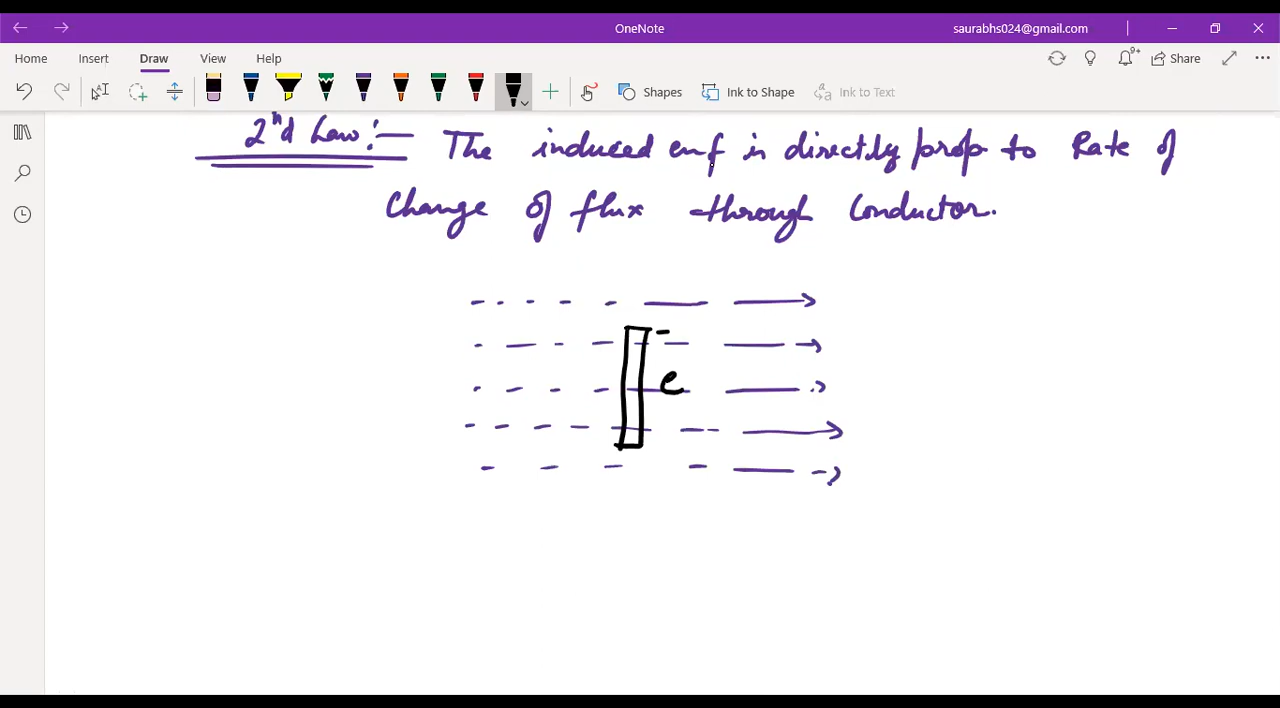 OneNote
saurabhs024@gmail.com
Home Insert Draw View Help
Share
Shapes Ink to Shape Ink to Text
2nd Law:— The induced emf is directly prop to Rate of
Change of flux through Conductor.
-
e